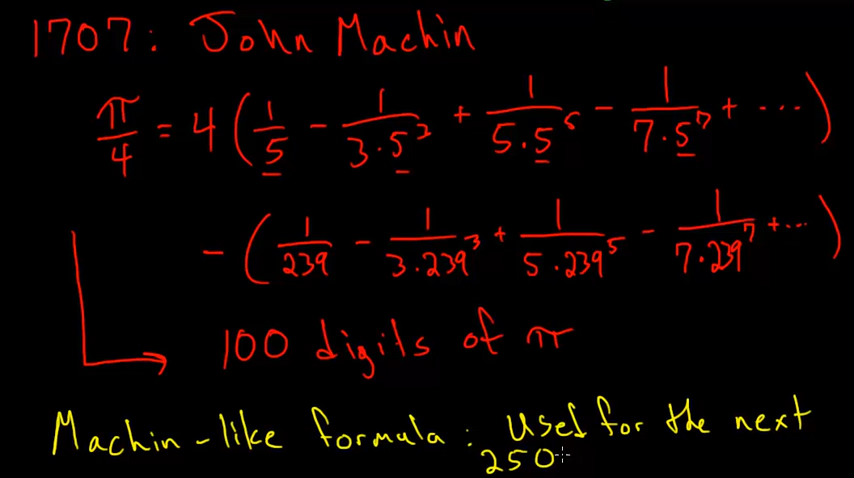 1707: John Machin
π/4 = 4(1/5 - 1/(3·5³) + 1/(5·5⁵) - 1/(7·5⁷) + ···)
- (1/239 - 1/(3·239³) + 1/(5·239⁵) - 1/(7·239⁷) + ···)
100 digits of π
Machin-like formula: Used for the next
250